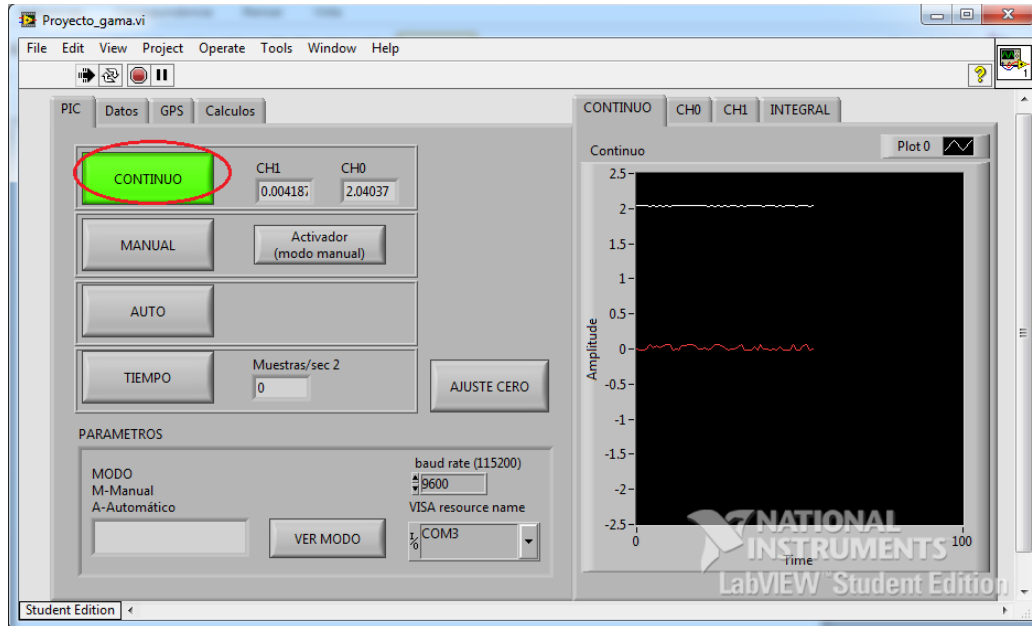 Proyecto_gama.vi
File Edit View Project Operate Tools Window Help
1
PIC Datos GPS Calculos
CONTINUO CH0 CH1 INTEGRAL
CONTINUO
CH1 CH0
0.004187 2.04037
MANUAL
Activador
(modo manual)
AUTO
TIEMPO
Muestras/sec 2
0
AJUSTE CERO
PARAMETROS
MODO
M-Manual
A-Automático
VER MODO
baud rate (115200)
9600
VISA resource name
I/O COM3
Continuo
Plot 0
Amplitude
2.5
2
1.5
1
0.5
0
-0.5
-1
-1.5
-2
-2.5
0 100
Time
NATIONAL
INSTRUMENTS
LabVIEW™ Student Edition
Student Edition